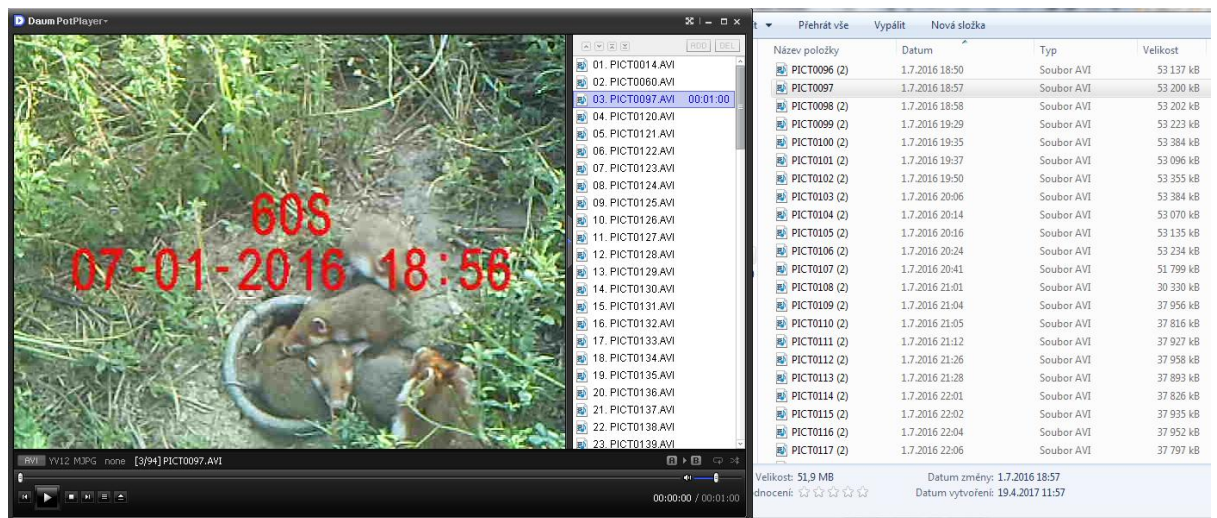 Daum PotPlayer
ADD DEL
01. PICT0014.AVI
02. PICT0060.AVI
03. PICT0097.AVI 00:01:00
04. PICT0120.AVI
05. PICT0121.AVI
06. PICT0122.AVI
07. PICT0123.AVI
08. PICT0124.AVI
09. PICT0125.AVI
10. PICT0126.AVI
11. PICT0127.AVI
12. PICT0128.AVI
13. PICT0129.AVI
14. PICT0130.AVI
15. PICT0131.AVI
16. PICT0132.AVI
17. PICT0133.AVI
18. PICT0134.AVI
19. PICT0135.AVI
20. PICT0136.AVI
21. PICT0137.AVI
22. PICT0138.AVI
23. PICT0139.AVI
60S
07-01-2016 18:56
AVI YV12 MJPG none [3/94] PICT0097.AVI
00:00:00 / 00:01:00
Přehrát vše Vypálit Nová složka
Název položky Datum Typ Velikost
PICT0096 (2) 1.7.2016 18:50 Soubor AVI 53 137 kB
PICT0097 1.7.2016 18:57 Soubor AVI 53 200 kB
PICT0098 (2) 1.7.2016 18:58 Soubor AVI 53 202 kB
PICT0099 (2) 1.7.2016 19:29 Soubor AVI 53 223 kB
PICT0100 (2) 1.7.2016 19:35 Soubor AVI 53 384 kB
PICT0101 (2) 1.7.2016 19:37 Soubor AVI 53 096 kB
PICT0102 (2) 1.7.2016 19:50 Soubor AVI 53 355 kB
PICT0103 (2) 1.7.2016 20:06 Soubor AVI 53 384 kB
PICT0104 (2) 1.7.2016 20:14 Soubor AVI 53 070 kB
PICT0105 (2) 1.7.2016 20:16 Soubor AVI 53 135 kB
PICT0106 (2) 1.7.2016 20:24 Soubor AVI 53 234 kB
PICT0107 (2) 1.7.2016 20:41 Soubor AVI 51 799 kB
PICT0108 (2) 1.7.2016 21:01 Soubor AVI 30 330 kB
PICT0109 (2) 1.7.2016 21:04 Soubor AVI 37 956 kB
PICT0110 (2) 1.7.2016 21:05 Soubor AVI 37 816 kB
PICT0111 (2) 1.7.2016 21:12 Soubor AVI 37 927 kB
PICT0112 (2) 1.7.2016 21:26 Soubor AVI 37 958 kB
PICT0113 (2) 1.7.2016 21:28 Soubor AVI 37 893 kB
PICT0114 (2) 1.7.2016 22:01 Soubor AVI 37 826 kB
PICT0115 (2) 1.7.2016 22:02 Soubor AVI 37 935 kB
PICT0116 (2) 1.7.2016 22:04 Soubor AVI 37 952 kB
PICT0117 (2) 1.7.2016 22:06 Soubor AVI 37 797 kB
Velikost: 51,9 MB Datum změny: 1.7.2016 18:57
dnocení: Datum vytvoření: 19.4.2017 11:57